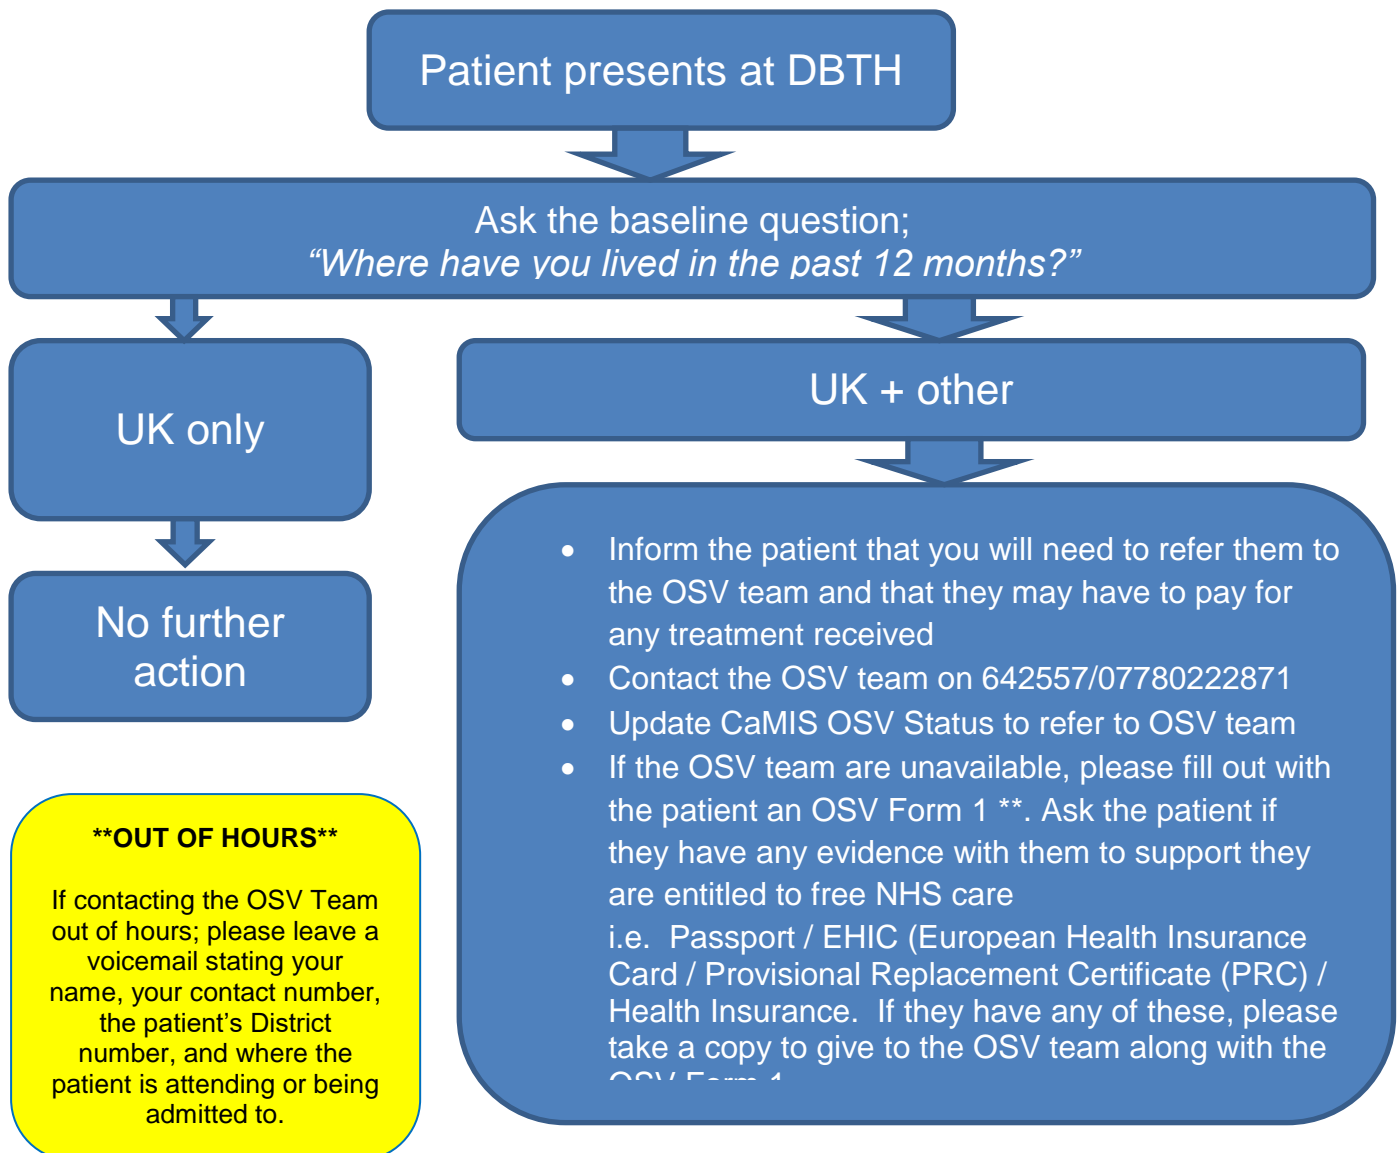 Patient presents at DBTH
Ask the baseline question;
“Where have you lived in the past 12 months?”
UK only
UK + other
No further
action
• Inform the patient that you will need to refer them to
the OSV team and that they may have to pay for
any treatment received
• Contact the OSV team on 642557/07780222871
• Update CaMIS OSV Status to refer to OSV team
• If the OSV team are unavailable, please fill out with
the patient an OSV Form 1 **. Ask the patient if
they have any evidence with them to support they
are entitled to free NHS care
i.e. Passport / EHIC (European Health Insurance
Card / Provisional Replacement Certificate (PRC) /
Health Insurance. If they have any of these, please
take a copy to give to the OSV team along with the
OSV Form 1
**OUT OF HOURS**
If contacting the OSV Team
out of hours; please leave a
voicemail stating your
name, your contact number,
the patient’s District
number, and where the
patient is attending or being
admitted to.